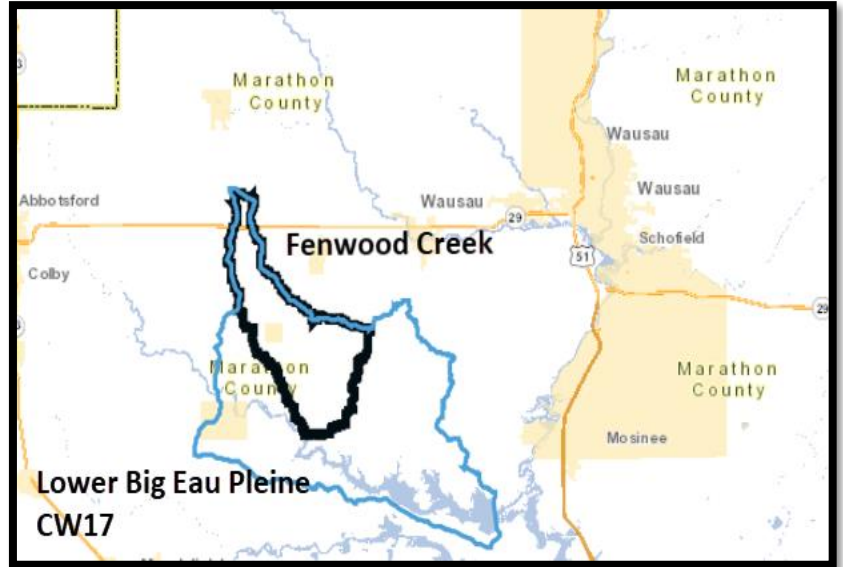 Marathon
County
Marathon
County
Wausau
Abbotsford
Wausau
Wausau
29
Fenwood Creek
Schofield
51
Colby
29
Marathon
County
Marathon
County
Mosinee
Lower Big Eau Pleine
CW17